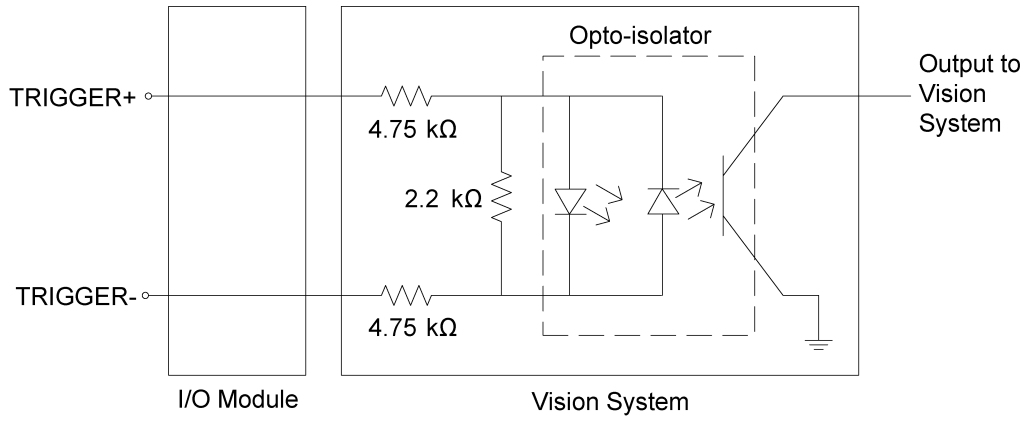 Opto-isolator
Output to
Vision
System
TRIGGER+
4.75 kΩ
2.2 kΩ
TRIGGER-
4.75 kΩ
I/O Module
Vision System